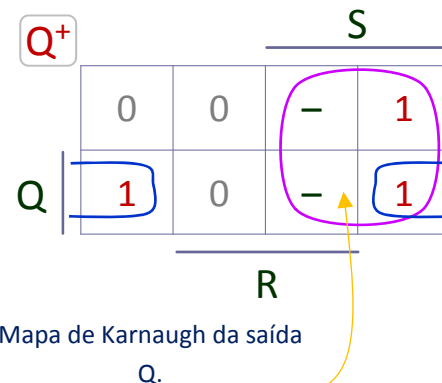 Q⁺
S
0 0 – 1
Q 1 0 – 1
R
Mapa de Karnaugh da saída
Q.